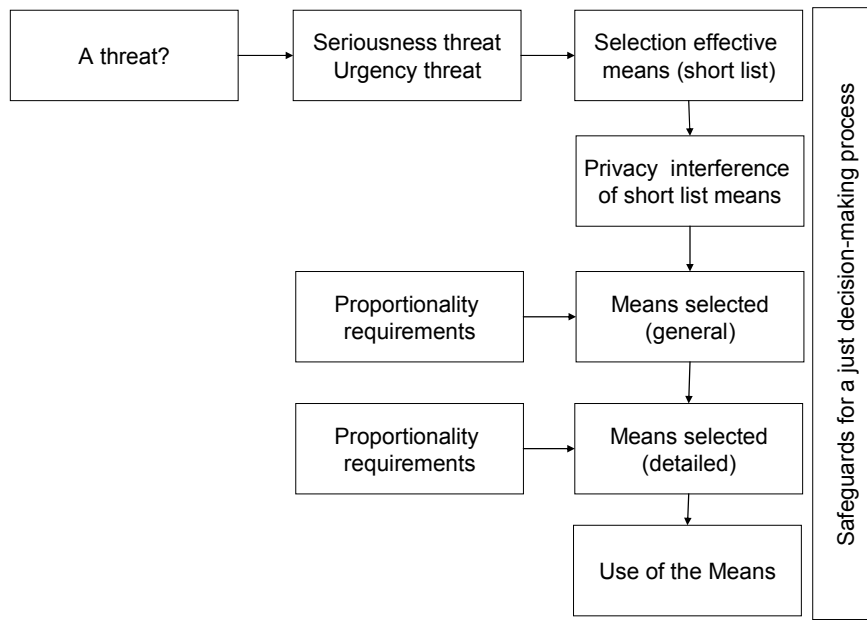 A threat?
Seriousness threat
Urgency threat
Selection effective
means (short list)
Privacy interference
of short list means
Proportionality
requirements
Means selected
(general)
Proportionality
requirements
Means selected
(detailed)
Use of the Means
Safeguards for a just decision-making process